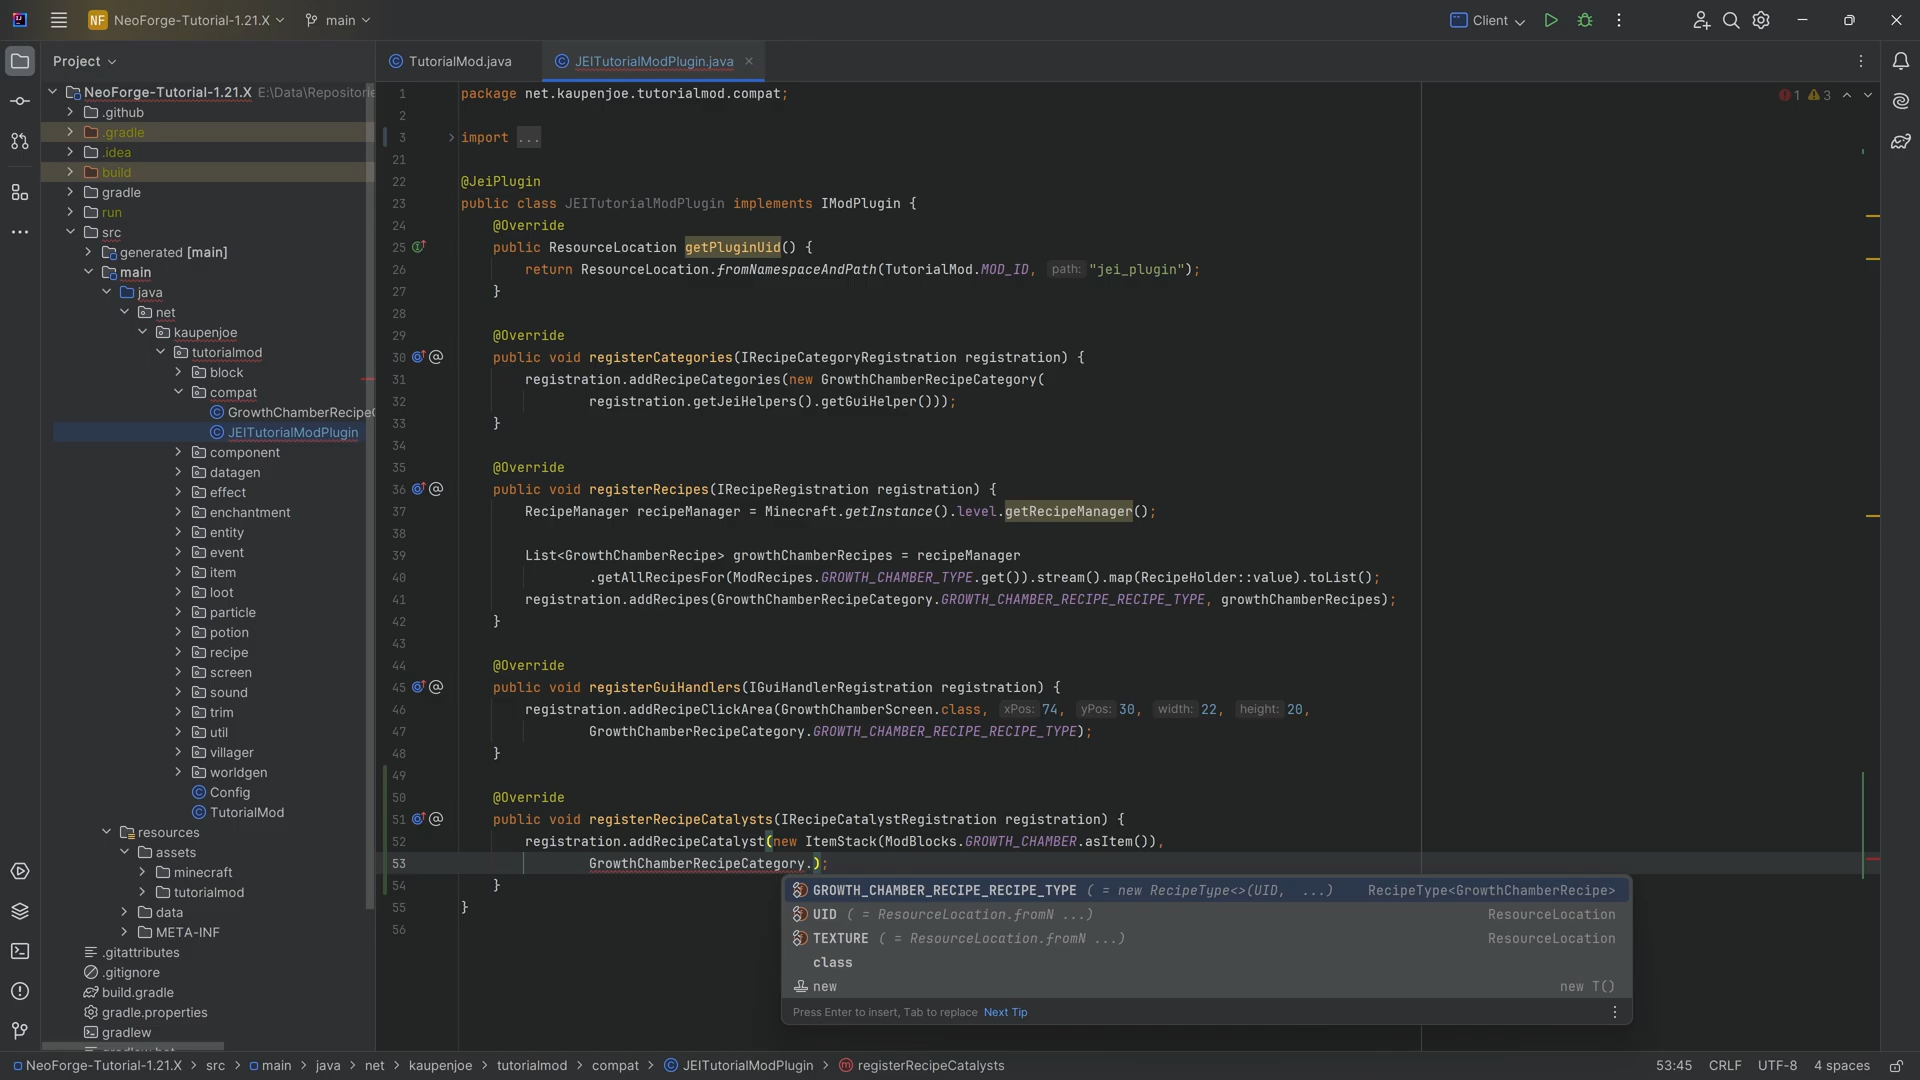 NF NeoForge-Tutorial-1.21.X main Client
Project
TutorialMod.java JEITutorialModPlugin.java
NeoForge-Tutorial-1.21.X E:\Data\Repositorie
.github
.gradle
.idea
build
gradle
run
src
generated [main]
main
java
net
kaupenjoe
tutorialmod
block
compat
GrowthChamberRecipeC
JEITutorialModPlugin
component
datagen
effect
enchantment
entity
event
item
loot
particle
potion
recipe
screen
sound
trim
util
villager
worldgen
Config
TutorialMod
resources
assets
minecraft
tutorialmod
data
META-INF
.gitattributes
.gitignore
build.gradle
gradle.properties
gradlew
1 3
1 package net.kaupenjoe.tutorialmod.compat;
2
3 import ...
21
22 @JeiPlugin
23 public class JEITutorialModPlugin implements IModPlugin {
24 @Override
25 public ResourceLocation getPluginUid() {
26 return ResourceLocation.fromNamespaceAndPath(TutorialMod.MOD_ID, path: "jei_plugin");
27 }
28
29 @Override
30 public void registerCategories(IRecipeCategoryRegistration registration) {
31 registration.addRecipeCategories(new GrowthChamberRecipeCategory(
32 registration.getJeiHelpers().getGuiHelper()));
33 }
34
35 @Override
36 public void registerRecipes(IRecipeRegistration registration) {
37 RecipeManager recipeManager = Minecraft.getInstance().level.getRecipeManager();
38
39 List<GrowthChamberRecipe> growthChamberRecipes = recipeManager
40 .getAllRecipesFor(ModRecipes.GROWTH_CHAMBER_TYPE.get()).stream().map(RecipeHolder::value).toList();
41 registration.addRecipes(GrowthChamberRecipeCategory.GROWTH_CHAMBER_RECIPE_RECIPE_TYPE, growthChamberRecipes);
42 }
43
44 @Override
45 public void registerGuiHandlers(IGuiHandlerRegistration registration) {
46 registration.addRecipeClickArea(GrowthChamberScreen.class, xPos: 74, yPos: 30, width: 22, height: 20,
47 GrowthChamberRecipeCategory.GROWTH_CHAMBER_RECIPE_RECIPE_TYPE);
48 }
49
50 @Override
51 public void registerRecipeCatalysts(IRecipeCatalystRegistration registration) {
52 registration.addRecipeCatalyst(new ItemStack(ModBlocks.GROWTH_CHAMBER.asItem()),
53 GrowthChamberRecipeCategory.);
54 }
55 }
56
GROWTH_CHAMBER_RECIPE_RECIPE_TYPE ( = new RecipeType<>(UID, ...) RecipeType<GrowthChamberRecipe>
UID ( = ResourceLocation.fromN ...) ResourceLocation
TEXTURE ( = ResourceLocation.fromN ...) ResourceLocation
class
new new T()
Press Enter to insert, Tab to replace Next Tip
NeoForge-Tutorial-1.21.X > src > main > java > net > kaupenjoe > tutorialmod > compat > JEITutorialModPlugin > registerRecipeCatalysts 53:45 CRLF UTF-8 4 spaces